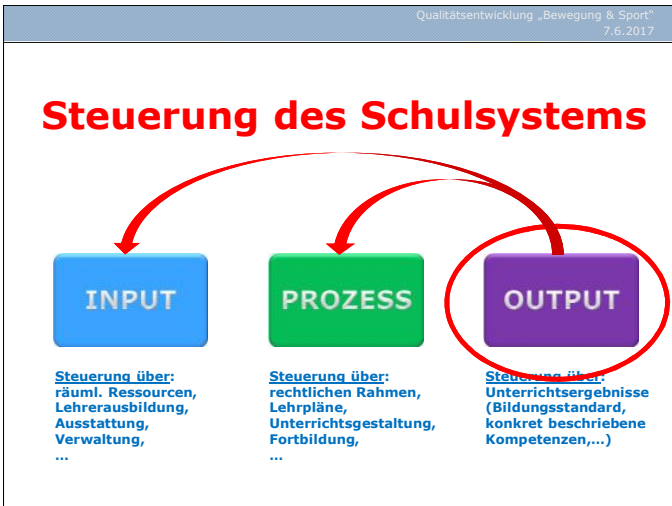 Qualitätsentwicklung „Bewegung & Sport“
7.6.2017
Steuerung des Schulsystems
INPUT
PROZESS
OUTPUT
Steuerung über:
räuml. Ressourcen,
Lehrerausbildung,
Ausstattung,
Verwaltung,
...
Steuerung über:
rechtlichen Rahmen,
Lehrpläne,
Unterrichtsgestaltung,
Fortbildung,
...
Steuerung über:
Unterrichtsergebnisse
(Bildungsstandard,
konkret beschriebene
Kompetenzen,...)